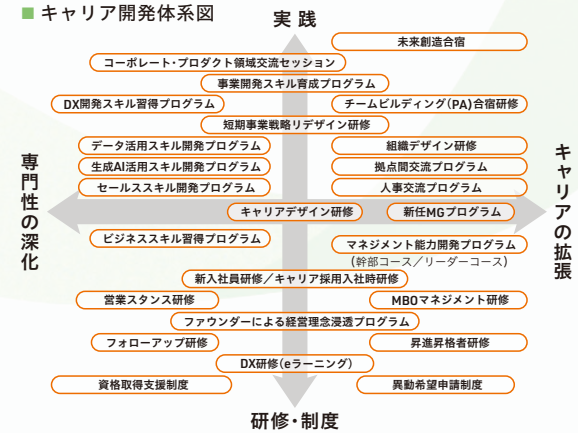 ■ キャリア開発体系図
実践
未来創造合宿
コーポレート・プロダクト領域交流セッション
事業開発スキル育成プログラム
DX開発スキル習得プログラム
チームビルディング(PA)合宿研修
短期事業戦略リデザイン研修
データ活用スキル開発プログラム
組織デザイン研修
生成AI活用スキル開発プログラム
拠点間交流プログラム
セールススキル開発プログラム
人事交流プログラム
専門性の深化
キャリアの拡張
キャリアデザイン研修
新任MGプログラム
ビジネススキル習得プログラム
マネジメント能力開発プログラム
(幹部コース/リーダーコース)
新入社員研修/キャリア採用入社時研修
営業スタンス研修
MBOマネジメント研修
ファウンダーによる経営理念浸透プログラム
フォローアップ研修
昇進昇格者研修
DX研修(eラーニング)
資格取得支援制度
異動希望申請制度
研修・制度